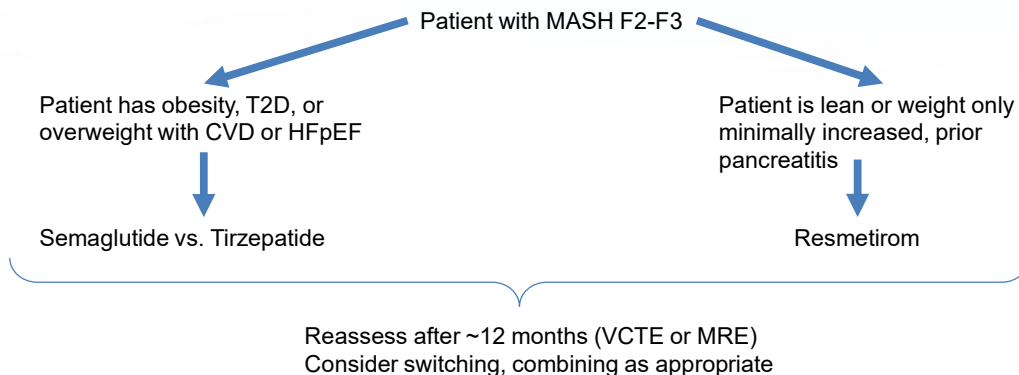 Patient with MASH F2-F3
Patient has obesity, T2D, or
overweight with CVD or HFpEF
Patient is lean or weight only
minimally increased, prior
pancreatitis
Semaglutide vs. Tirzepatide
Resmetirom
Reassess after ~12 months (VCTE or MRE)
Consider switching, combining as appropriate